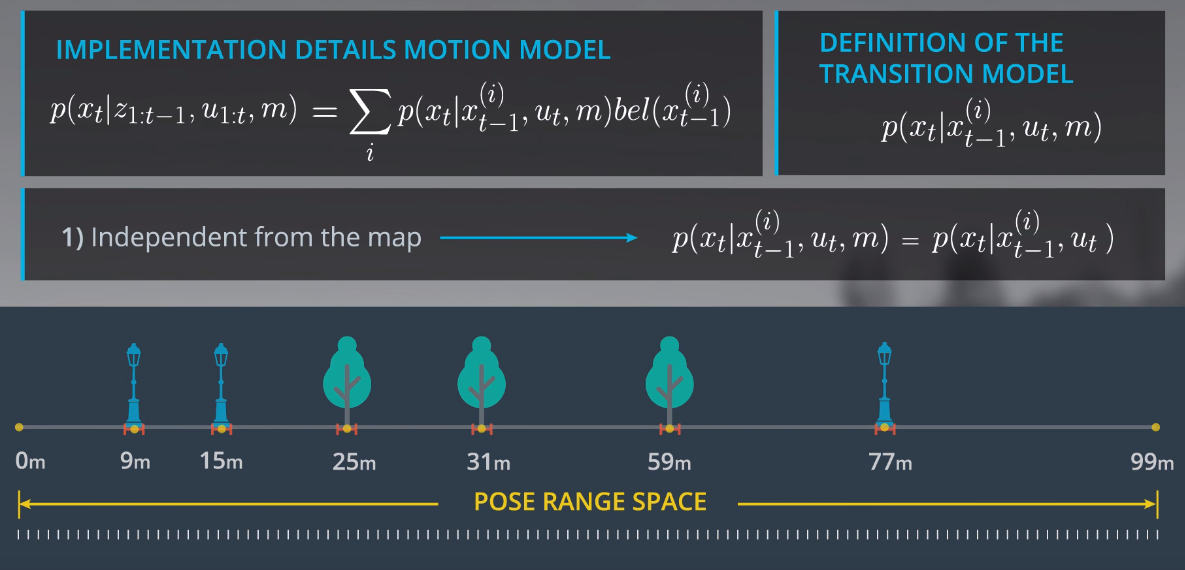 IMPLEMENTATION DETAILS MOTION MODEL
p(x_t|z_{1:t−1}, u_{1:t}, m) = ∑_i p(x_t|x_{t−1}^{(i)}, u_t, m)bel(x_{t−1}^{(i)})
DEFINITION OF THE
TRANSITION MODEL
p(x_t|x_{t−1}^{(i)}, u_t, m)
1) Independent from the map
p(x_t|x_{t−1}^{(i)}, u_t, m) = p(x_t|x_{t−1}^{(i)}, u_t )
0m 9m 15m 25m 31m 59m 77m 99m
POSE RANGE SPACE